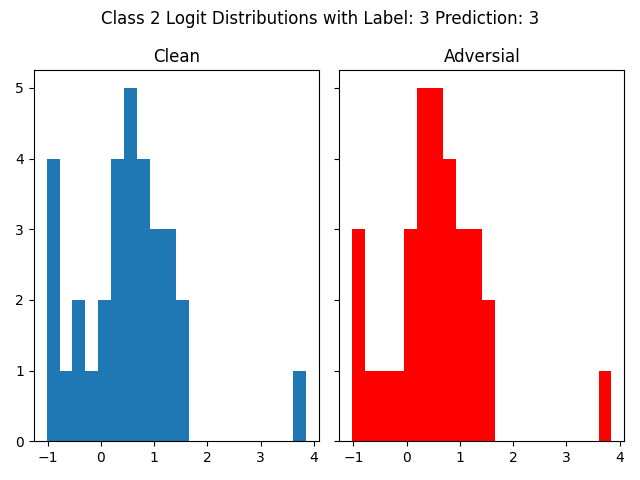 Class 2 Logit Distributions with Label: 3 Prediction: 3
Clean
Adversial
5
4
3
2
1
0
−1 0 1 2 3 4
−1 0 1 2 3 4